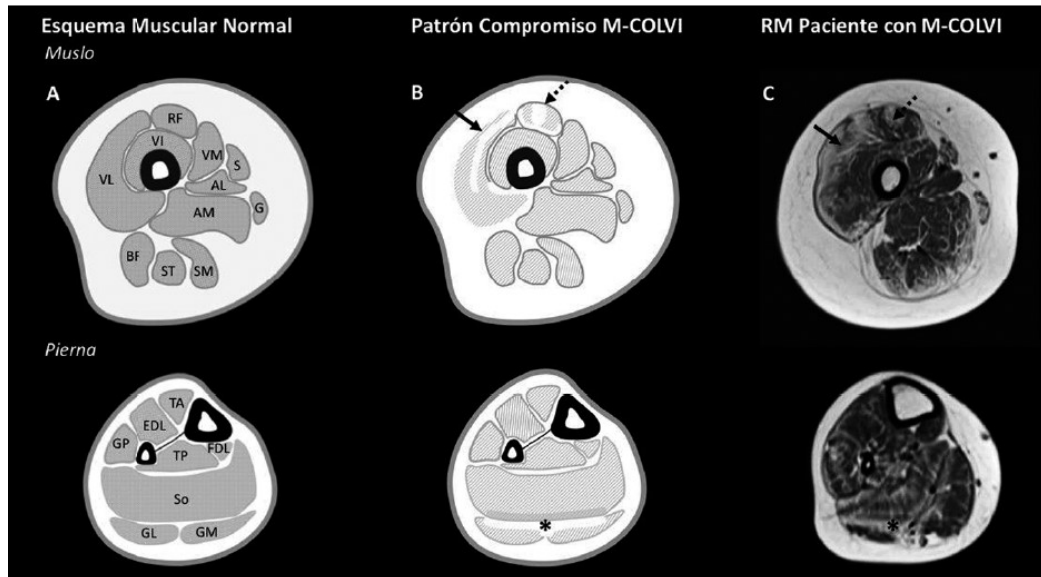 Esquema Muscular Normal
Patrón Compromiso M-COLVI
RM Paciente con M-COLVI
Muslo
A
B
C
RF
VI
VM
S
VL
AL
AM
G
BF
ST
SM
Pierna
TA
EDL
GP
FDL
TP
So
GL
GM
*
*